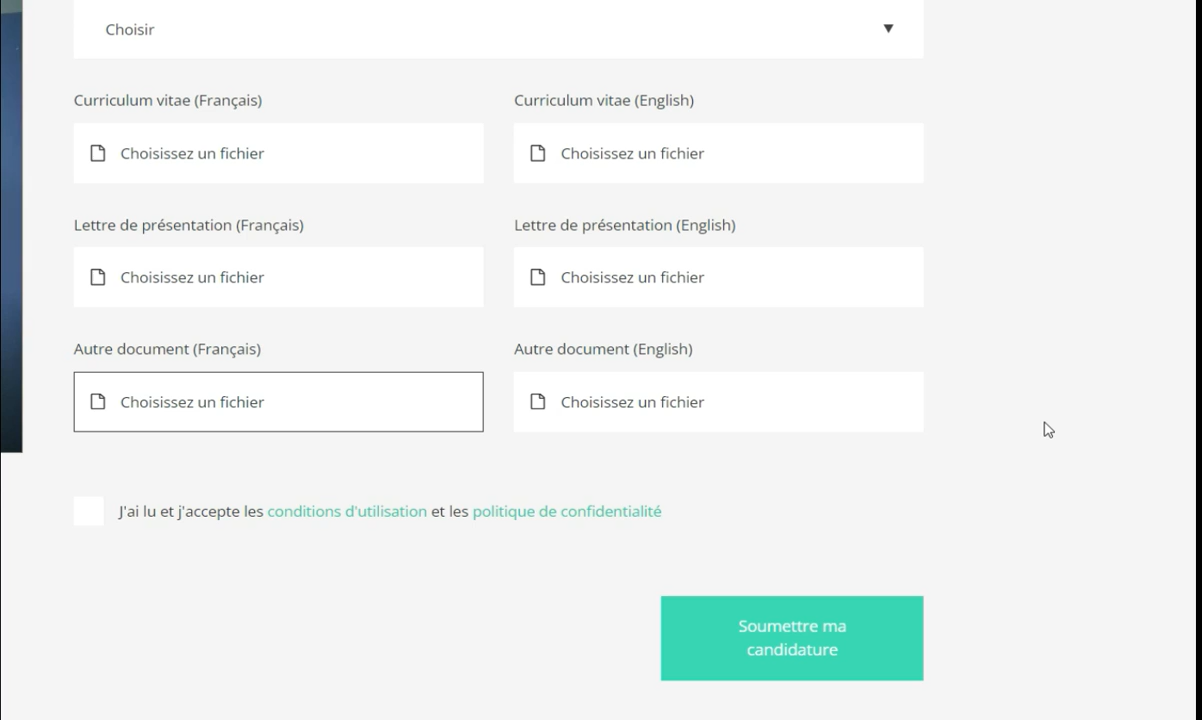 Choisir
Curriculum vitae (Français)
Curriculum vitae (English)
Choisissez un fichier
Choisissez un fichier
Lettre de présentation (Français)
Lettre de présentation (English)
Choisissez un fichier
Choisissez un fichier
Autre document (Français)
Autre document (English)
Choisissez un fichier
Choisissez un fichier
J'ai lu et j'accepte les conditions d'utilisation et les politique de confidentialité
Soumettre ma
candidature